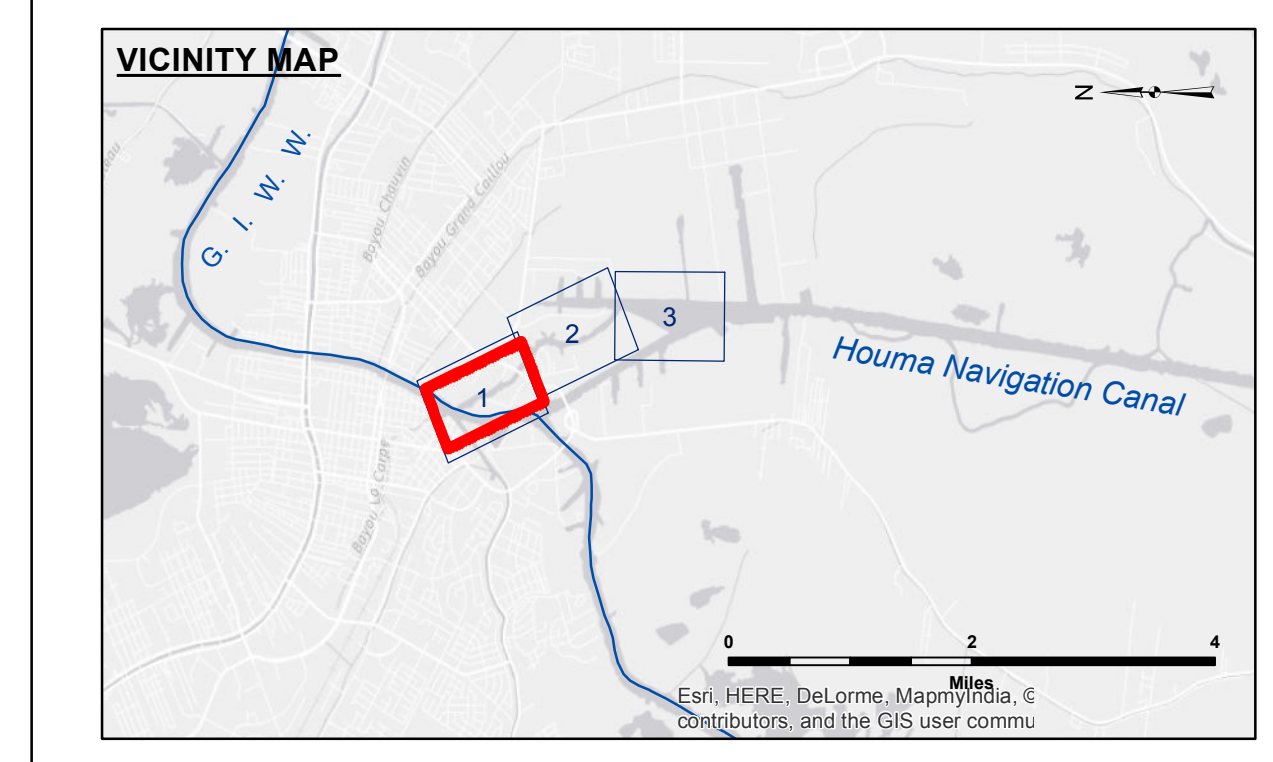 VICINITY MAP
N
G. I. W. W.
Bayou Chauvin
Bayou Grand Caillou
2
3
1
Houma Navigation Canal
Bayou La Carpe
0 2 4
Miles
Esri, HERE, DeLorme, MapmyIndia, ©
contributors, and the GIS user commu